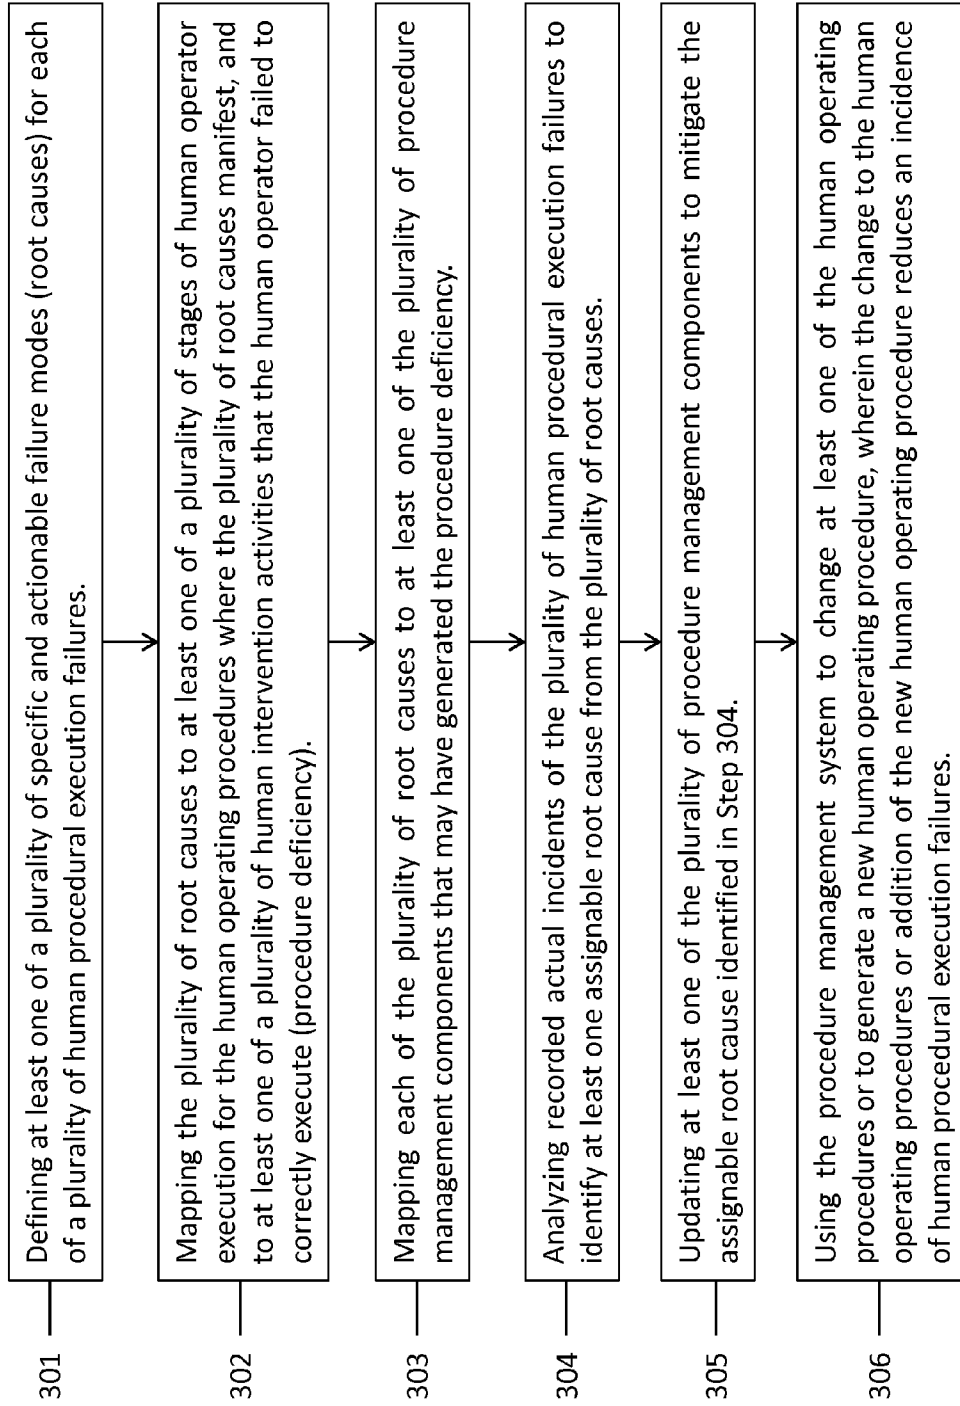 301
Defining at least one of a plurality of specific and actionable failure modes (root causes) for each
of a plurality of human procedural execution failures.
302
Mapping the plurality of root causes to at least one of a plurality of stages of human operator
execution for the human operating procedures where the plurality of root causes manifest, and
to at least one of a plurality of human intervention activities that the human operator failed to
correctly execute (procedure deficiency).
303
Mapping each of the plurality of root causes to at least one of the plurality of procedure
management components that may have generated the procedure deficiency.
304
Analyzing recorded actual incidents of the plurality of human procedural execution failures to
identify at least one assignable root cause from the plurality of root causes.
305
Updating at least one of the plurality of procedure management components to mitigate the
assignable root cause identified in Step 304.
306
Using the procedure management system to change at least one of the human operating
procedures or to generate a new human operating procedure, wherein the change to the human
operating procedures or addition of the new human operating procedure reduces an incidence
of human procedural execution failures.